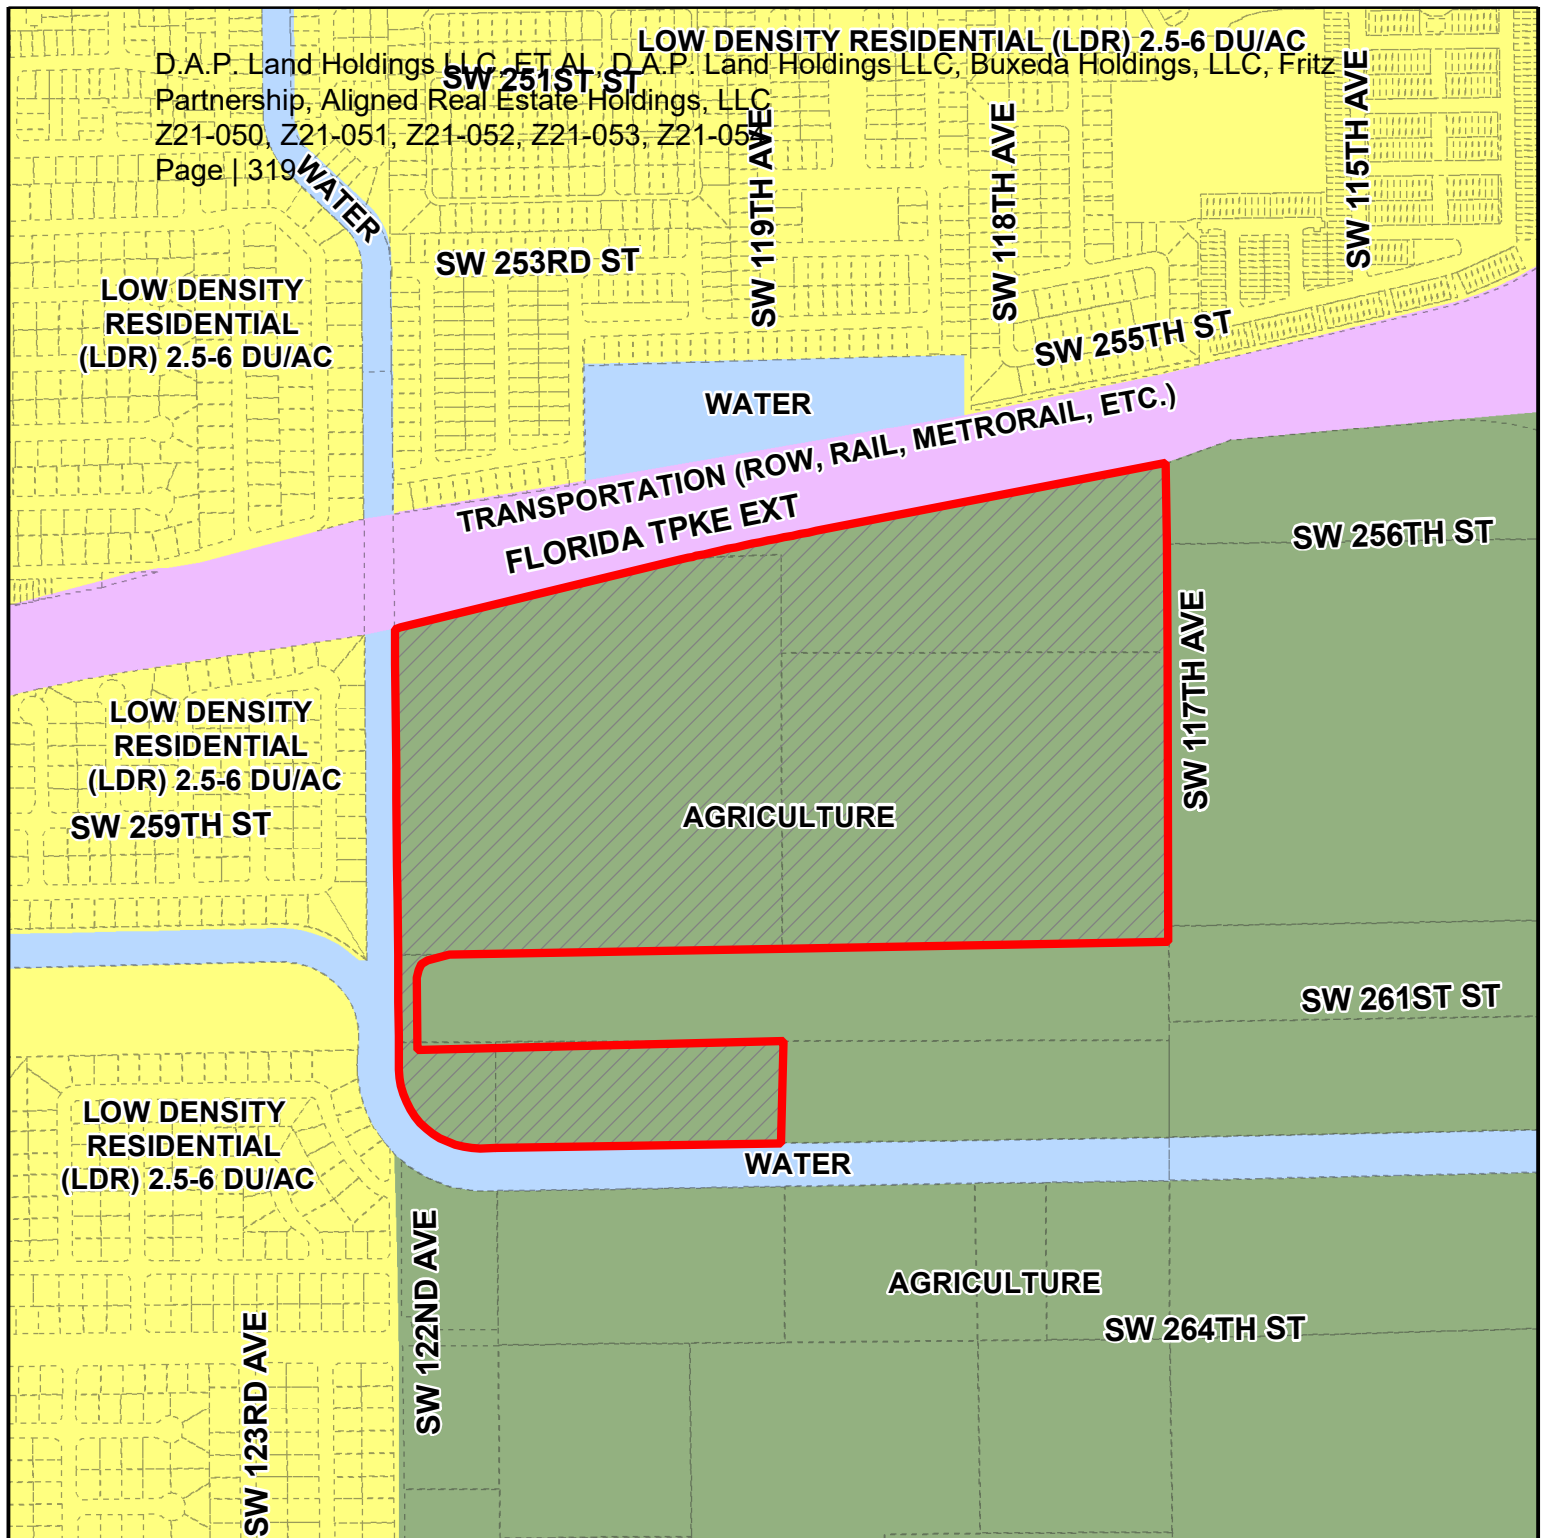 LOW DENSITY RESIDENTIAL (LDR) 2.5-6 DU/AC
D.A.P. Land Holdings LLC, ET AL, D.A.P. Land Holdings LLC, Buxeda Holdings, LLC, Fritz
Partnership, Aligned Real Estate Holdings, LLC
Z21-050, Z21-051, Z21-052, Z21-053, Z21-054
Page | 319
SW 251ST ST
WATER
SW 119TH AVE
SW 118TH AVE
SW 115TH AVE
SW 253RD ST
LOW DENSITY
RESIDENTIAL
(LDR) 2.5-6 DU/AC
SW 255TH ST
WATER
TRANSPORTATION (ROW, RAIL, METRORAIL, ETC.)
FLORIDA TPKE EXT
SW 256TH ST
SW 117TH AVE
LOW DENSITY
RESIDENTIAL
(LDR) 2.5-6 DU/AC
SW 259TH ST
AGRICULTURE
SW 261ST ST
LOW DENSITY
RESIDENTIAL
(LDR) 2.5-6 DU/AC
WATER
SW 122ND AVE
AGRICULTURE
SW 264TH ST
SW 123RD AVE